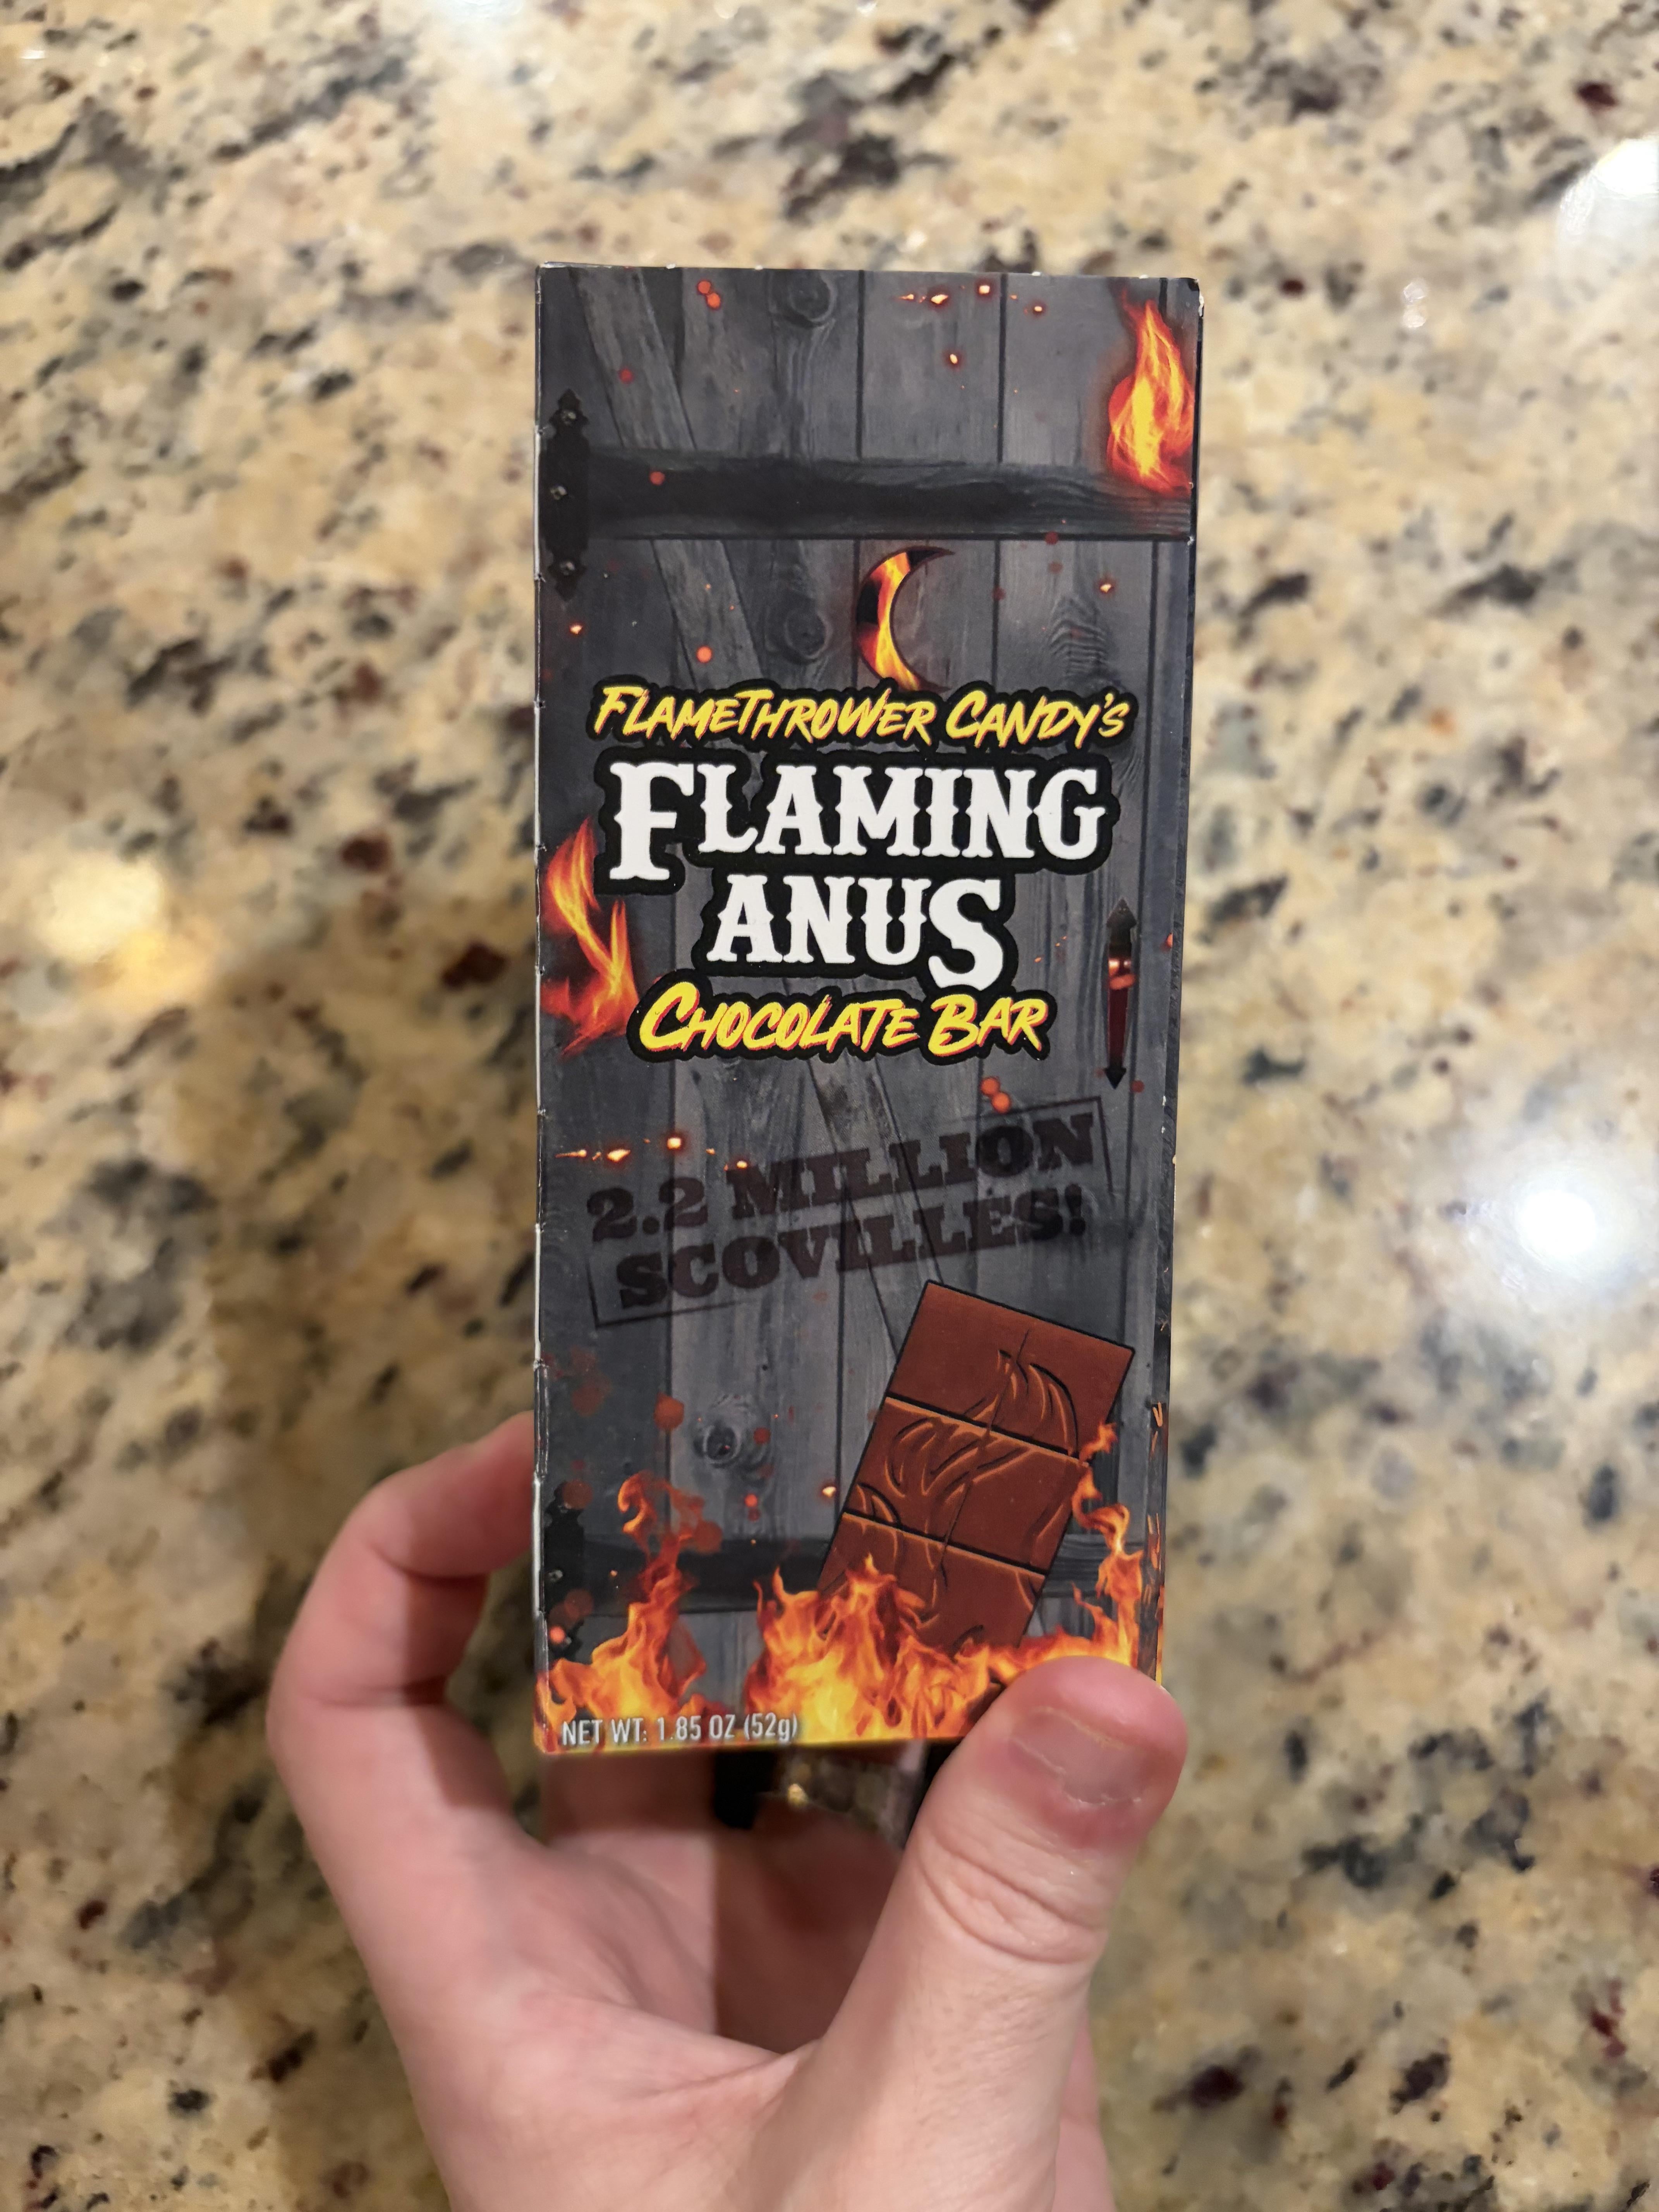 FLAMETHROWER CANDY'S
FLAMING
ANUS
CHOCOLATE BAR
2.2 MILLION
SCOVILLES!
NET WT: 1.85 OZ (52g)